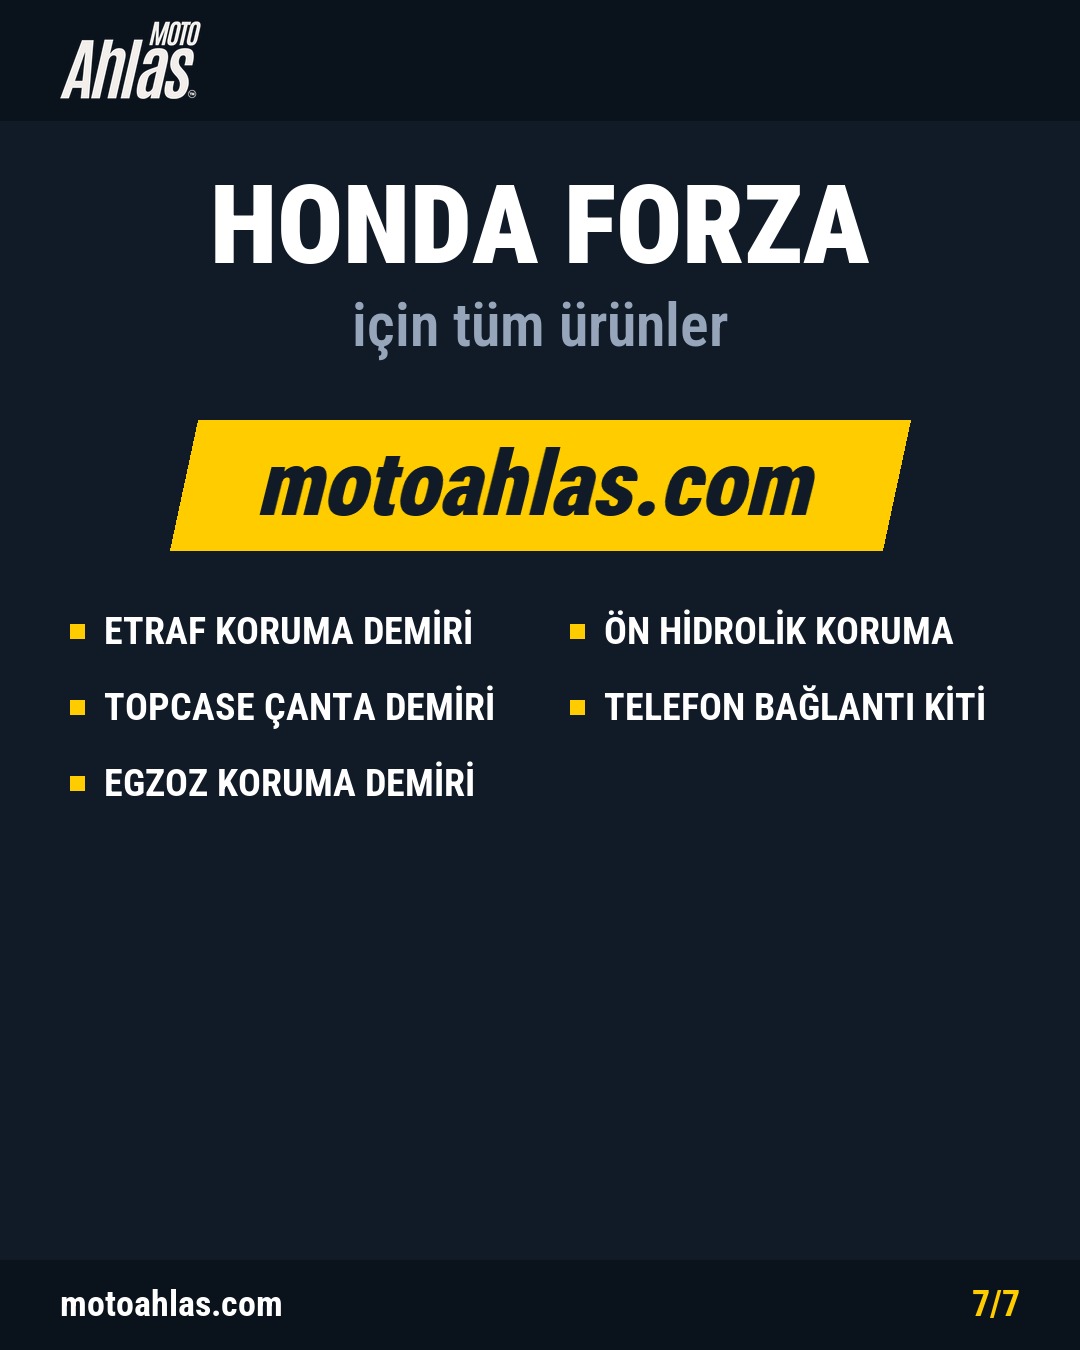 MOTO
Ahlas
TM
HONDA FORZA
için tüm ürünler
motoahlas.com
ETRAF KORUMA DEMİRİ
TOPCASE ÇANTA DEMİRİ
EGZOZ KORUMA DEMİRİ
ÖN HİDROLİK KORUMA
TELEFON BAĞLANTI KİTİ
motoahlas.com
7/7